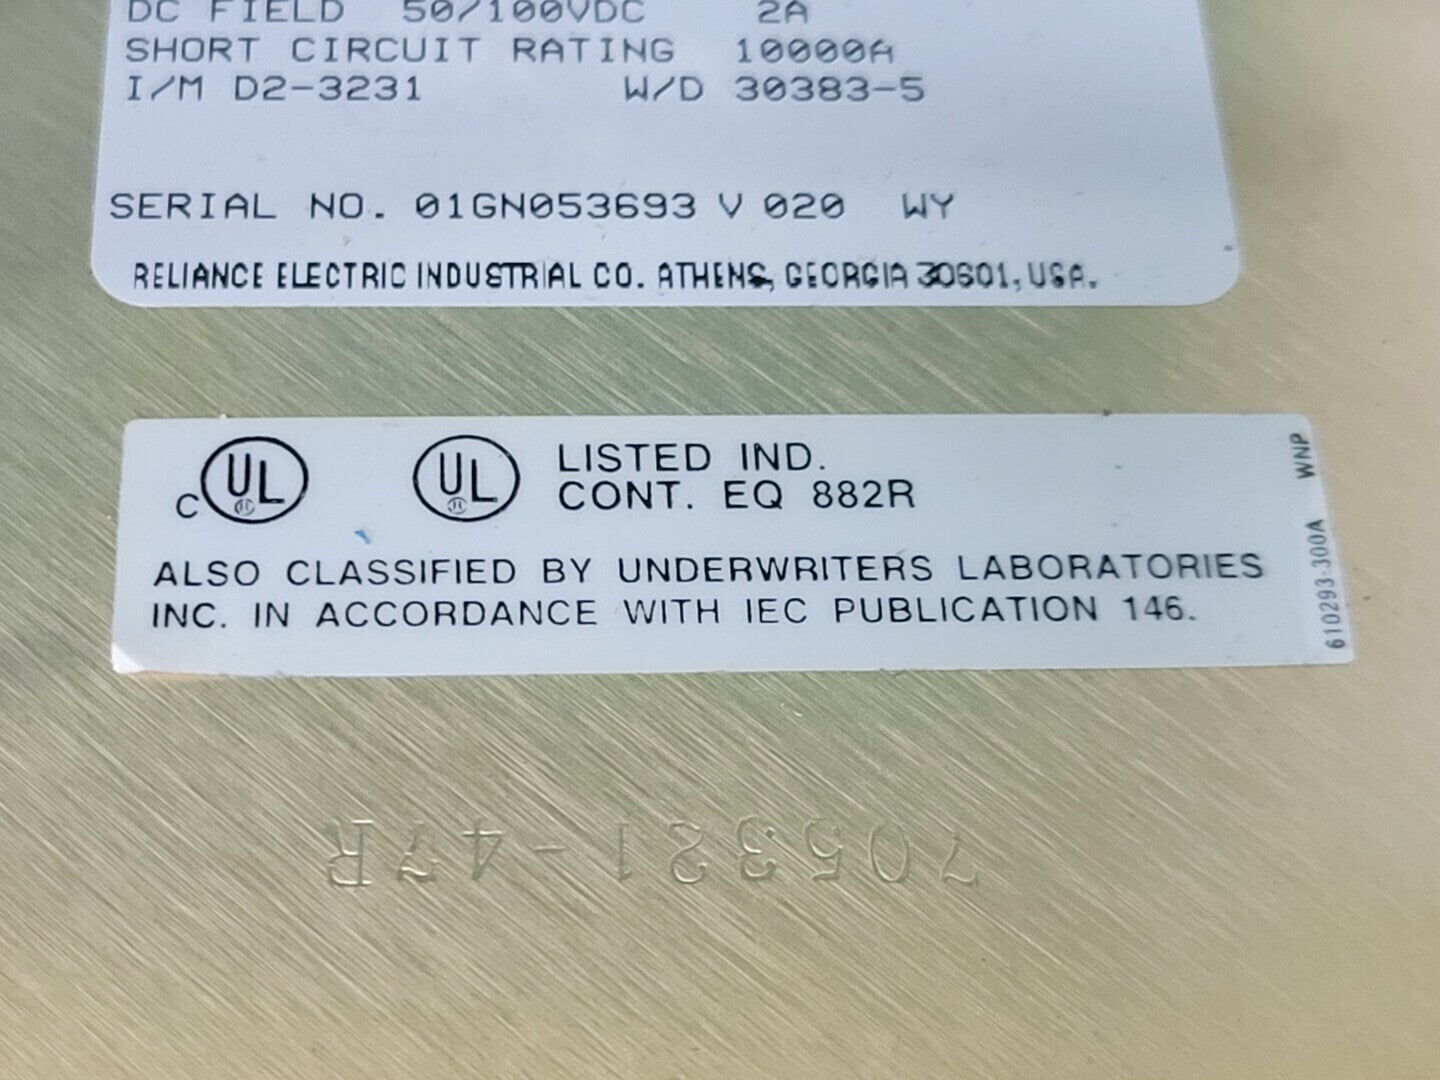 DC FIELD 50/100VDC 2A
SHORT CIRCUIT RATING 10000A
I/M D2-3231 W/D 30383-5
SERIAL NO. 01GN053693 V 020 WY
RELIANCE ELECTRIC INDUSTRIAL CO. ATHENS, GEORGIA 30601, USA.
C UL UL LISTED IND.
CONT. EQ 882R
ALSO CLASSIFIED BY UNDERWRITERS LABORATORIES
INC. IN ACCORDANCE WITH IEC PUBLICATION 146.
610293-300A WNP
705321-47R